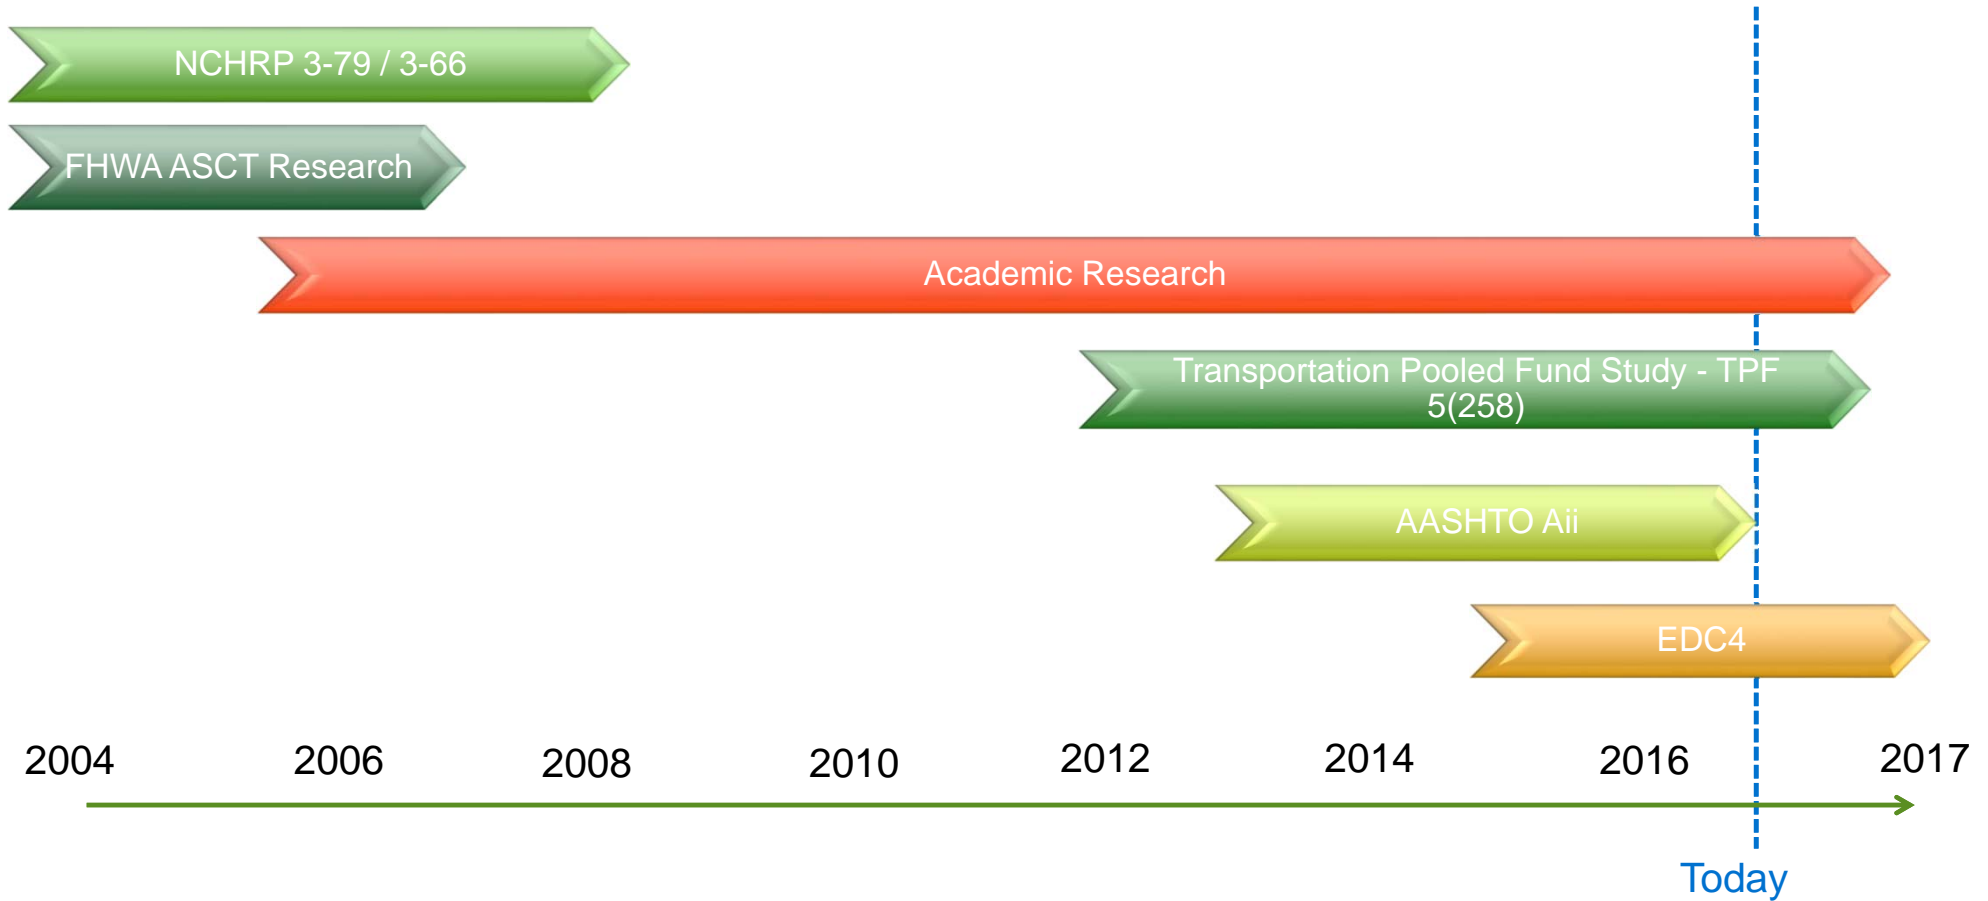 NCHRP 3-79 / 3-66
FHWA ASCT Research
Academic Research
Transportation Pooled Fund Study - TPF
5(258)
AASHTO Aii
EDC4
2004 2006 2008 2010 2012 2014 2016 2017
Today